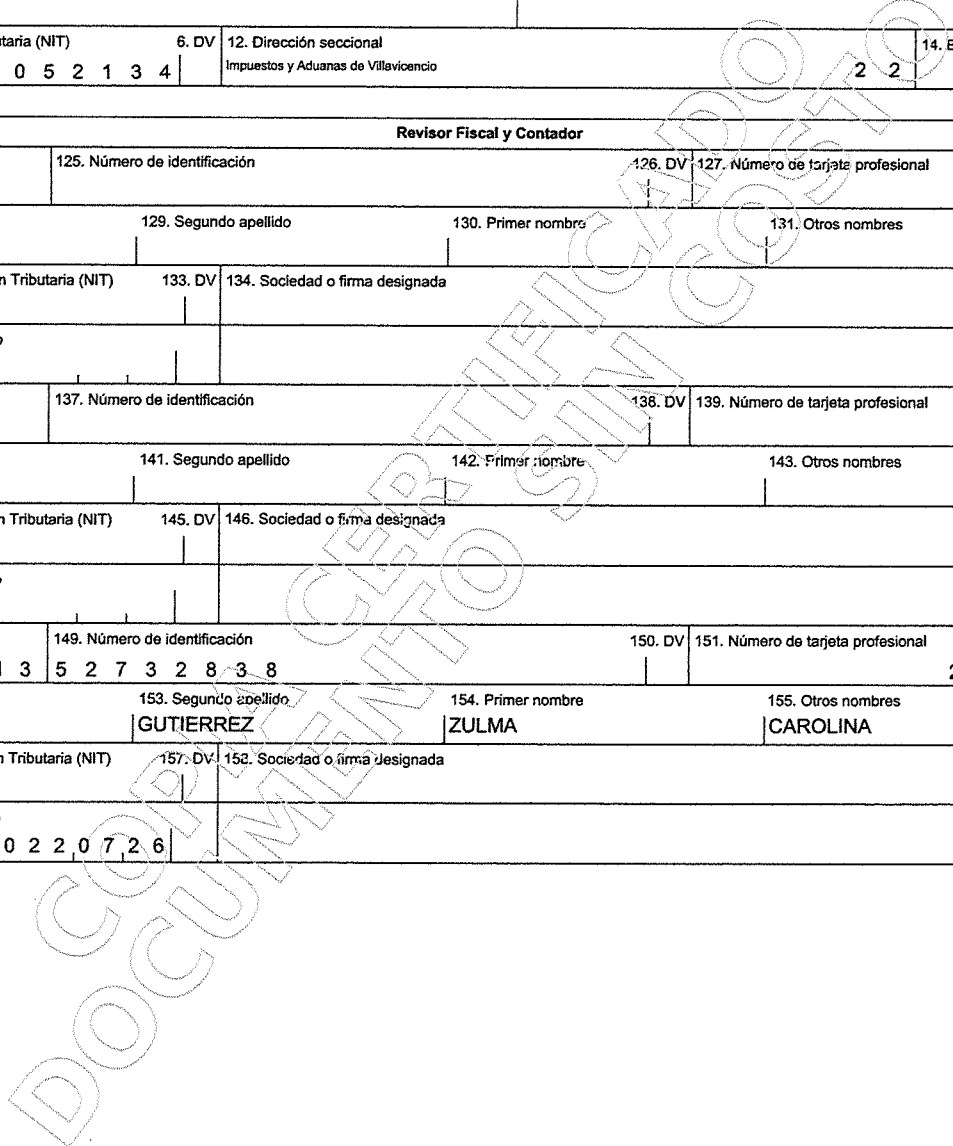 taria (NIT) 6. DV 12. Dirección seccional 14. B
0 5 2 1 3 4 Impuestos y Aduanas de Villavicencio 2 2
Revisor Fiscal y Contador
125. Número de identificación 126. DV 127. Número de tarjeta profesional
129. Segundo apellido 130. Primer nombre 131. Otros nombres
n Tributaria (NIT) 133. DV 134. Sociedad o firma designada
137. Número de identificación 138. DV 139. Número de tarjeta profesional
141. Segundo apellido 142. Primer nombre 143. Otros nombres
n Tributaria (NIT) 145. DV 146. Sociedad o firma designada
149. Número de identificación 150. DV 151. Número de tarjeta profesional
1 3 5 2 7 3 2 8 3 8 2
153. Segundo apellido 154. Primer nombre 155. Otros nombres
GUTIERREZ ZULMA CAROLINA
n Tributaria (NIT) 157. DV 158. Sociedad o firma designada
0 2 2 0 7 2 6
COPIA CERTIFICADO
DOCUMENTO SIN COSTO